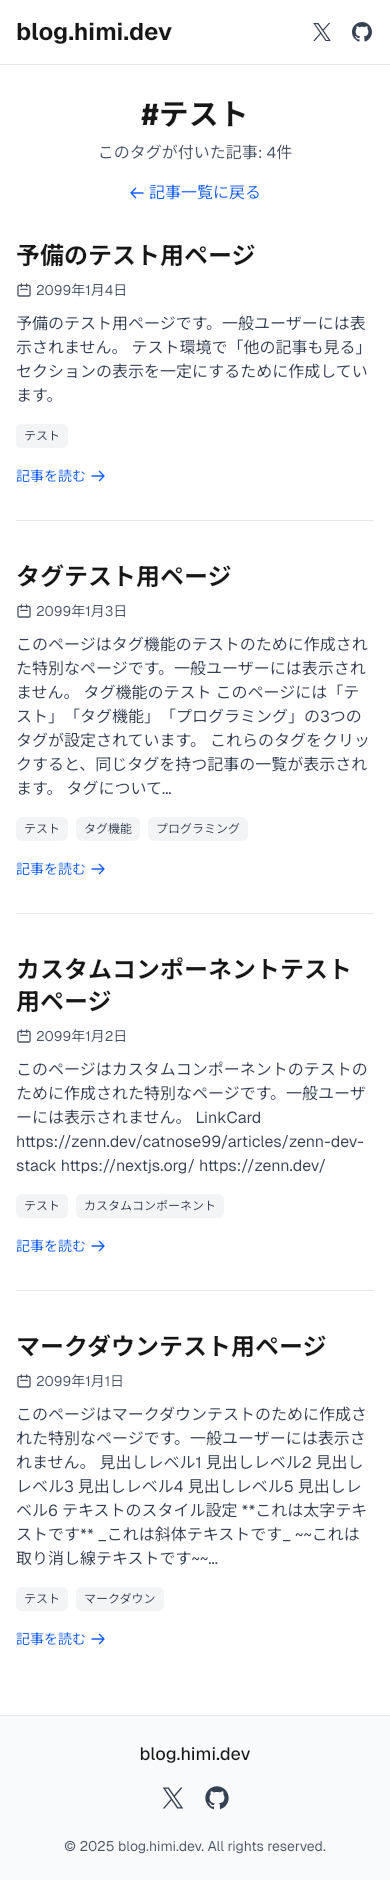 blog.himi.dev
#テスト
このタグが付いた記事: 4件
← 記事一覧に戻る
予備のテスト用ページ
2099年1月4日
予備のテスト用ページです。一般ユーザーには表
示されません。 テスト環境で「他の記事も見る」
セクションの表示を一定にするために作成してい
ます。
テスト
記事を読む →
タグテスト用ページ
2099年1月3日
このページはタグ機能のテストのために作成され
た特別なページです。一般ユーザーには表示され
ません。 タグ機能のテスト このページには「テ
スト」「タグ機能」「プログラミング」の3つの
タグが設定されています。 これらのタグをクリッ
クすると、同じタグを持つ記事の一覧が表示され
ます。 タグについて...
テスト タグ機能 プログラミング
記事を読む →
カスタムコンポーネントテスト
用ページ
2099年1月2日
このページはカスタムコンポーネントのテストの
ために作成された特別なページです。一般ユーザ
ーには表示されません。 LinkCard
https://zenn.dev/catnose99/articles/zenn-dev-
stack https://nextjs.org/ https://zenn.dev/
テスト カスタムコンポーネント
記事を読む →
マークダウンテスト用ページ
2099年1月1日
このページはマークダウンテストのために作成さ
れた特別なページです。一般ユーザーには表示さ
れません。 見出しレベル1 見出しレベル2 見出し
レベル3 見出しレベル4 見出しレベル5 見出しレ
ベル6 テキストのスタイル設定 **これは太字テキ
ストです** _これは斜体テキストです_ ~~これは
取り消し線テキストです~~...
テスト マークダウン
記事を読む →
blog.himi.dev
© 2025 blog.himi.dev. All rights reserved.